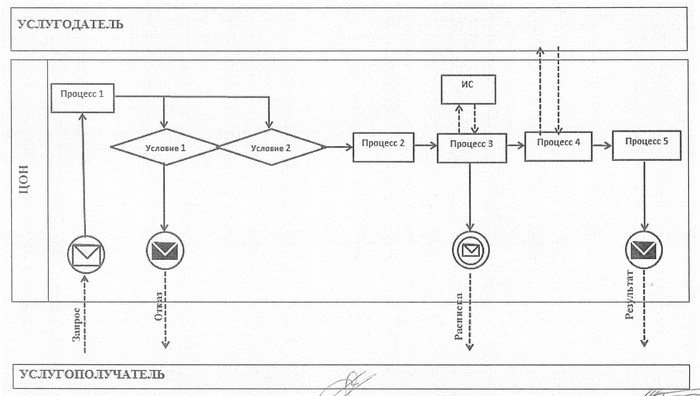 УСЛУГОДАТЕЛЬ
ЦОН
Процесс 1
ИС
Условие 1
Условие 2
Процесс 2
Процесс 3
Процесс 4
Процесс 5
Запрос
Отказ
Расписка
Результат
УСЛУГОПОЛУЧАТЕЛЬ